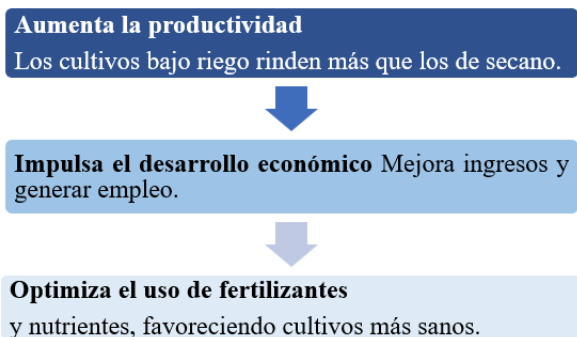 Aumenta la productividad
Los cultivos bajo riego rinden más que los de secano.
Impulsa el desarrollo económico Mejora ingresos y
generar empleo.
Optimiza el uso de fertilizantes
y nutrientes, favoreciendo cultivos más sanos.